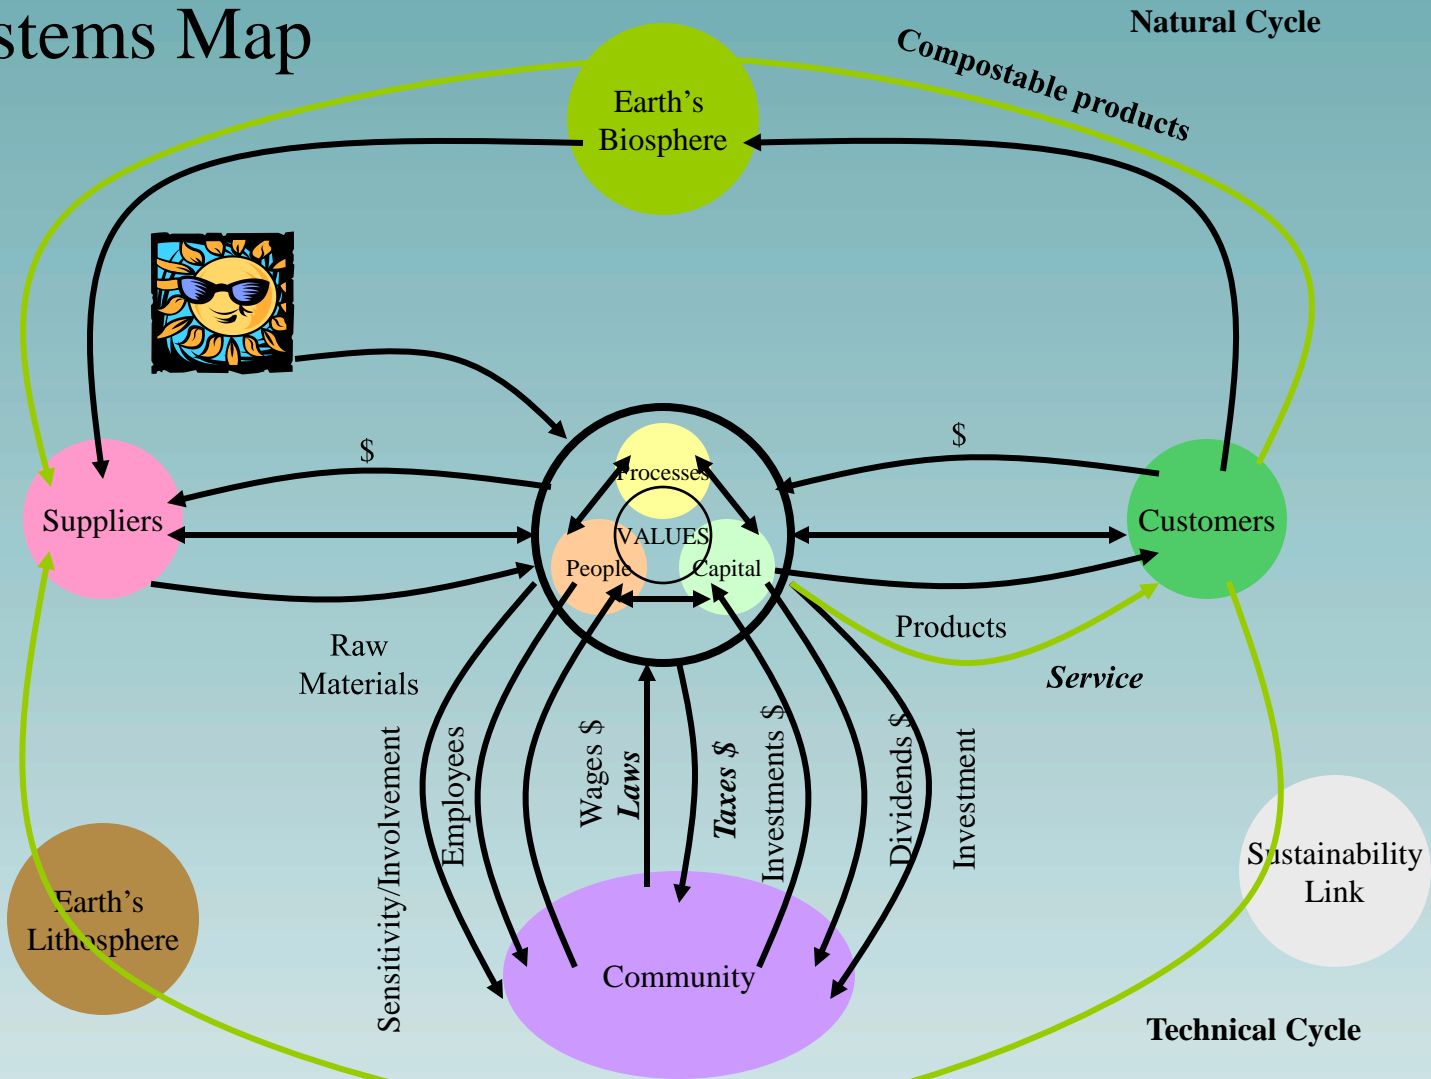 stems Map
Natural Cycle
Compostable products
Earth's
Biosphere
$
$
Processes
Suppliers
VALUES
Customers
People
Capital
Products
Raw
Materials
Service
Sensitivity/Involvement
Employees
Wages $
Laws
Taxes $
Investments $
Dividends $
Investment
Sustainability
Link
Earth's
Lithosphere
Community
Technical Cycle